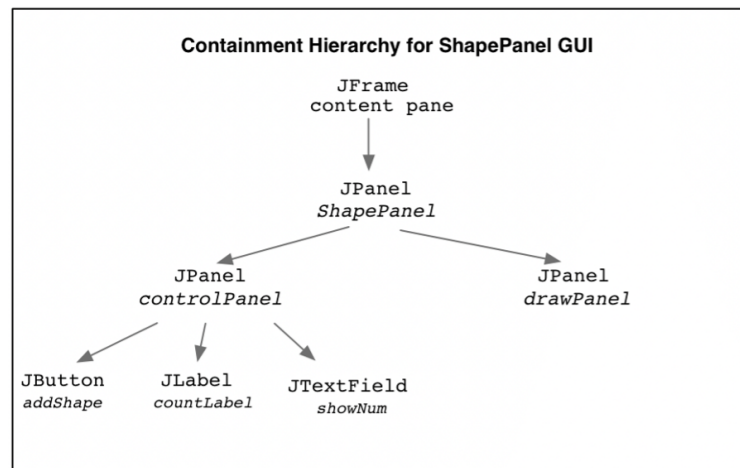 Containment Hierarchy for ShapePanel GUI
JFrame
content pane
JPanel
ShapePanel
JPanel
controlPanel
JPanel
drawPanel
JButton
addShape
JLabel
countLabel
JTextField
showNum